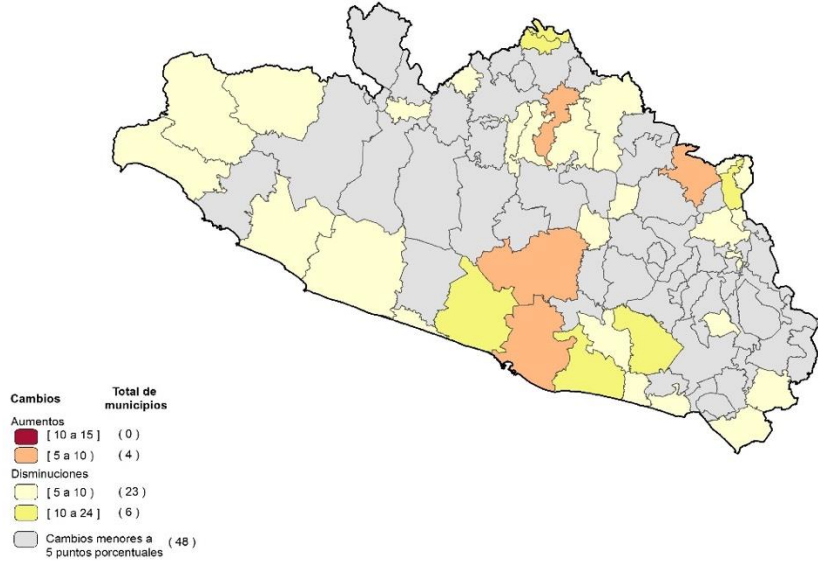 Cambios Total de municipios
Aumentos
[ 10 a 15 ] ( 0 )
[ 5 a 10 ) ( 4 )
Disminuciones
[ 5 a 10 ) ( 23 )
[ 10 a 24 ] ( 6 )
Cambios menores a
5 puntos porcentuales ( 48 )